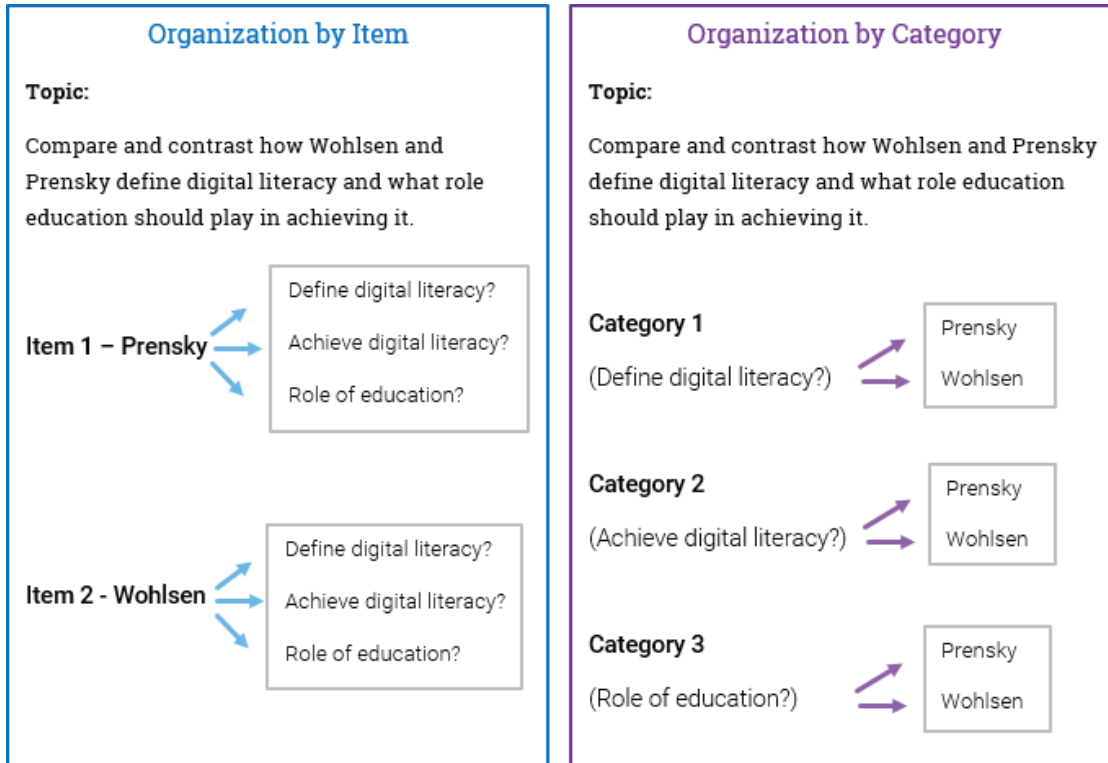 Organization by Item
Topic:
Compare and contrast how Wohlsen and
Prensky define digital literacy and what role
education should play in achieving it.
Item 1 – Prensky
Define digital literacy?
Achieve digital literacy?
Role of education?
Item 2 - Wohlsen
Define digital literacy?
Achieve digital literacy?
Role of education?
Organization by Category
Topic:
Compare and contrast how Wohlsen and Prensky
define digital literacy and what role education
should play in achieving it.
Category 1
(Define digital literacy?)
Prensky
Wohlsen
Category 2
(Achieve digital literacy?)
Prensky
Wohlsen
Category 3
(Role of education?)
Prensky
Wohlsen